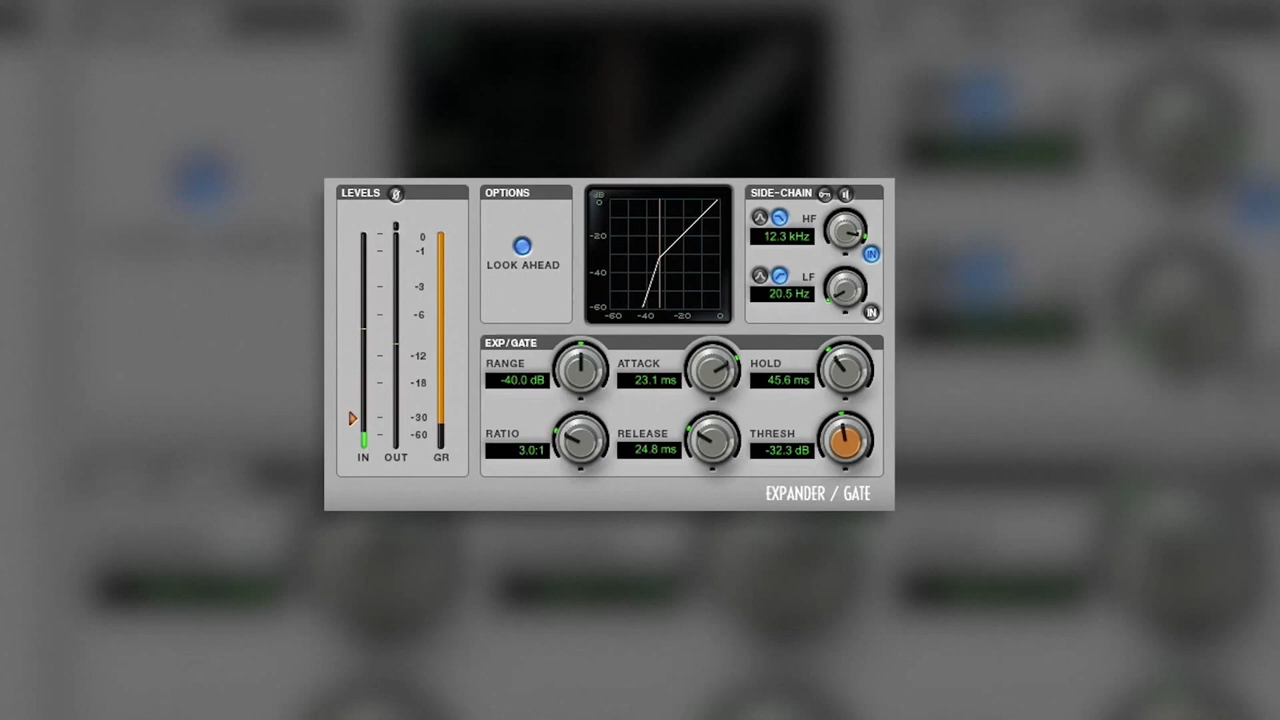 LEVELS
0
-1
-3
-6
-12
-18
-30
-60
IN OUT GR
OPTIONS
LOOK AHEAD
dB
0
-20
-40
-60
-60 -40 -20 0
SIDE-CHAIN
HF
12.3 kHz
IN
LF
20.5 Hz
IN
EXP/GATE
RANGE ATTACK HOLD
-40.0 dB 23.1 ms 45.6 ms
RATIO RELEASE THRESH
3.0:1 24.8 ms -32.3 dB
EXPANDER / GATE